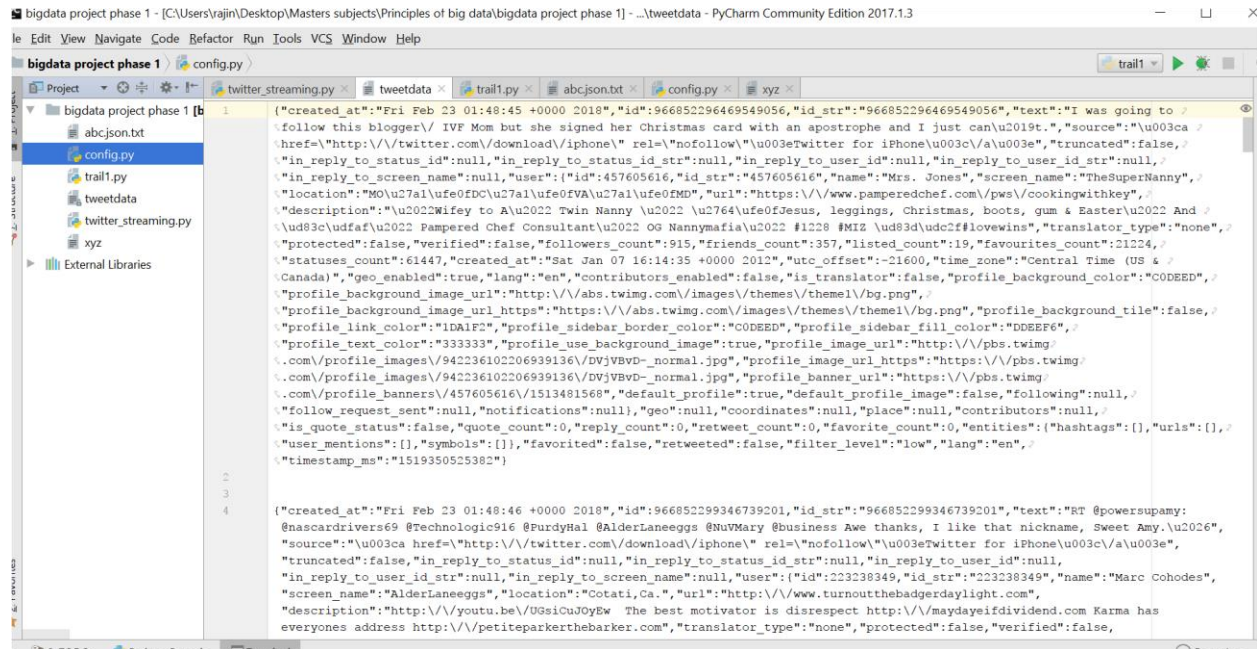 bigdata project phase 1 - [C:\Users\rajin\Desktop\Masters subjects\Principles of big data\bigdata project phase 1] - ...\tweetdata - PyCharm Community Edition 2017.1.3
Edit View Navigate Code Refactor Run Tools VCS Window Help
bigdata project phase 1 config.py trail1
Project twitter_streaming.py tweetdata trail1.py abc.json.txt config.py xyz
bigdata project phase 1 [b
abc.json.txt
config.py
trail1.py
tweetdata
twitter_streaming.py
xyz
External Libraries
1 {"created_at":"Fri Feb 23 01:48:45 +0000 2018","id":966852296469549056,"id_str":"966852296469549056","text":"I was going to
follow this blogger\/ IVF Mom but she signed her Christmas card with an apostrophe and I just can\u2019t.","source":"\u003ca
href=\"http:\/\/twitter.com\/download\/iphone\" rel=\"nofollow\"\u003eTwitter for iPhone\u003c\/a\u003e","truncated":false,
"in_reply_to_status_id":null,"in_reply_to_status_id_str":null,"in_reply_to_user_id":null,"in_reply_to_user_id_str":null,
"in_reply_to_screen_name":null,"user":{"id":457605616,"id_str":"457605616","name":"Mrs. Jones","screen_name":"TheSuperNanny",
"location":"MO\u27a1\ufe0fDC\u27a1\ufe0fVA\u27a1\ufe0fMD","url":"https:\/\/www.pamperedchef.com\/pws\/cookingwithkey",
"description":"\u2022Wifey to A\u2022 Twin Nanny \u2022 \u2764\ufe0fJesus, leggings, Christmas, boots, gum & Easter\u2022 And
\ud83c\udfaf\u2022 Pampered Chef Consultant\u2022 OG Nannymafia\u2022 #1228 #MIZ \ud83d\udc2f#lovewins","translator_type":"none",
"protected":false,"verified":false,"followers_count":915,"friends_count":357,"listed_count":19,"favourites_count":21224,
"statuses_count":61447,"created_at":"Sat Jan 07 16:14:35 +0000 2012","utc_offset":-21600,"time_zone":"Central Time (US &
Canada)","geo_enabled":true,"lang":"en","contributors_enabled":false,"is_translator":false,"profile_background_color":"C0DEED",
"profile_background_image_url":"http:\/\/abs.twimg.com\/images\/themes\/theme1\/bg.png",
"profile_background_image_url_https":"https:\/\/abs.twimg.com\/images\/themes\/theme1\/bg.png","profile_background_tile":false,
"profile_link_color":"1DA1F2","profile_sidebar_border_color":"C0DEED","profile_sidebar_fill_color":"DDEEF6",
"profile_text_color":"333333","profile_use_background_image":true,"profile_image_url":"http:\/\/pbs.twimg
.com\/profile_images\/942236102206939136\/DVjVBvD-_normal.jpg","profile_image_url_https":"https:\/\/pbs.twimg
.com\/profile_images\/942236102206939136\/DVjVBvD-_normal.jpg","profile_banner_url":"https:\/\/pbs.twimg
.com\/profile_banners\/457605616\/1513481568","default_profile":true,"default_profile_image":false,"following":null,
"follow_request_sent":null,"notifications":null},"geo":null,"coordinates":null,"place":null,"contributors":null,
"is_quote_status":false,"quote_count":0,"reply_count":0,"retweet_count":0,"favorite_count":0,"entities":{"hashtags":[],"urls":[],
"user_mentions":[],"symbols":[]},"favorited":false,"retweeted":false,"filter_level":"low","lang":"en",
"timestamp_ms":"1519350525382"}
2
3
4 {"created_at":"Fri Feb 23 01:48:46 +0000 2018","id":966852299346739201,"id_str":"966852299346739201","text":"RT @powersupamy:
@nascardrivers69 @Technologic916 @PurdyHal @AlderLaneeggs @NuVMary @business Awe thanks, I like that nickname, Sweet Amy.\u2026",
"source":"\u003ca href=\"http:\/\/twitter.com\/download\/iphone\" rel=\"nofollow\"\u003eTwitter for iPhone\u003c\/a\u003e",
"truncated":false,"in_reply_to_status_id":null,"in_reply_to_status_id_str":null,"in_reply_to_user_id":null,
"in_reply_to_user_id_str":null,"in_reply_to_screen_name":null,"user":{"id":223238349,"id_str":"223238349","name":"Marc Cohodes",
"screen_name":"AlderLaneeggs","location":"Cotati,Ca.","url":"http:\/\/www.turnoutthebadgerdaylight.com",
"description":"http:\/\/youtu.be\/UGsiCuJOyEw The best motivator is disrespect http:\/\/maydayeifdividend.com Karma has
everyones address http:\/\/petiteparkerthebarker.com","translator_type":"none","protected":false,"verified":false,